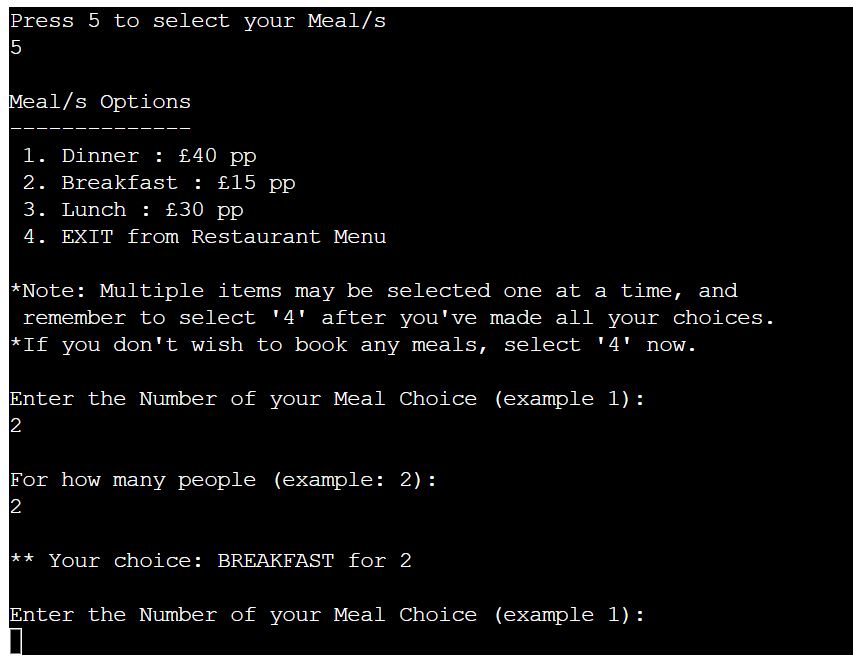 Press 5 to select your Meal/s
5
Meal/s Options
--------------
1. Dinner : £40 pp
2. Breakfast : £15 pp
3. Lunch : £30 pp
4. EXIT from Restaurant Menu
*Note: Multiple items may be selected one at a time, and
remember to select '4' after you've made all your choices.
*If you don't wish to book any meals, select '4' now.
Enter the Number of your Meal Choice (example 1):
2
For how many people (example: 2):
2
** Your choice: BREAKFAST for 2
Enter the Number of your Meal Choice (example 1):